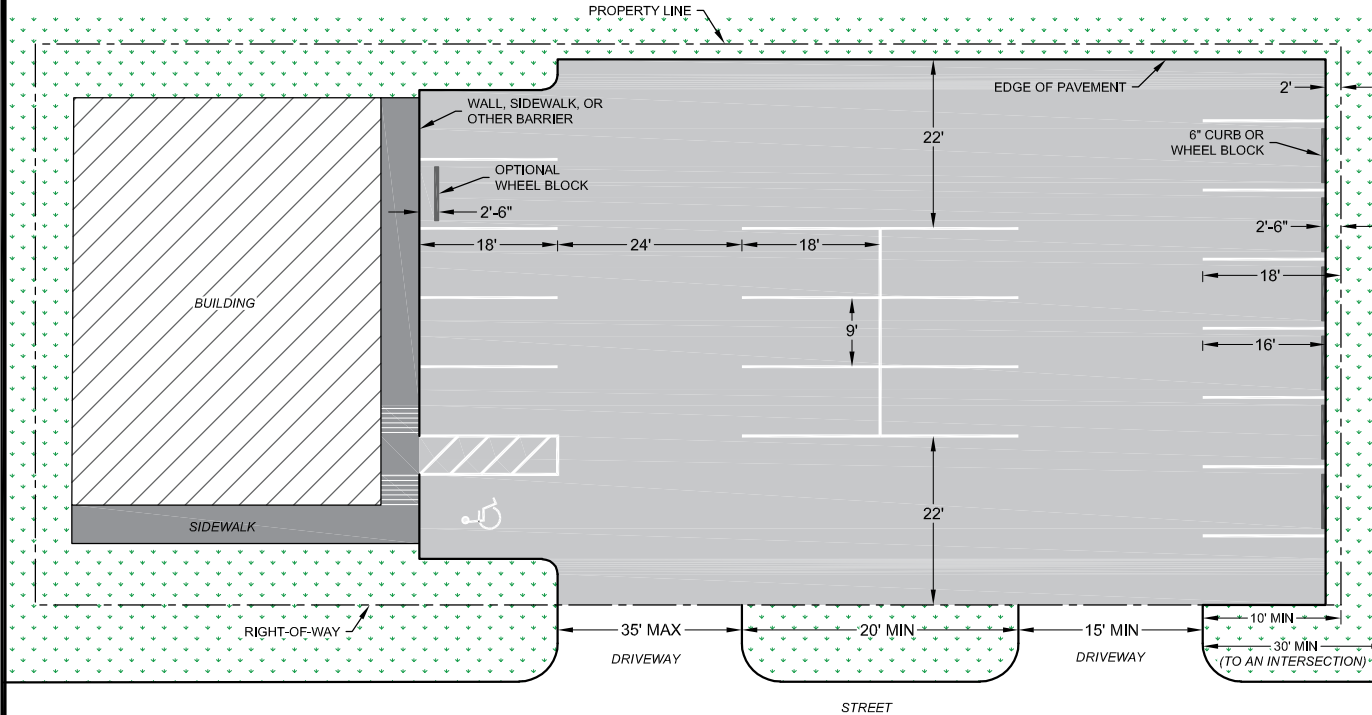 PROPERTY LINE
EDGE OF PAVEMENT
2'
WALL, SIDEWALK, OR
OTHER BARRIER
22'
6" CURB OR
WHEEL BLOCK
OPTIONAL
WHEEL BLOCK
2'-6"
2'-6"
18'
24'
18'
18'
BUILDING
9'
16'
22'
SIDEWALK
RIGHT-OF-WAY
35' MAX
20' MIN
15' MIN
10' MIN
DRIVEWAY
DRIVEWAY
30' MIN
(TO AN INTERSECTION)
STREET